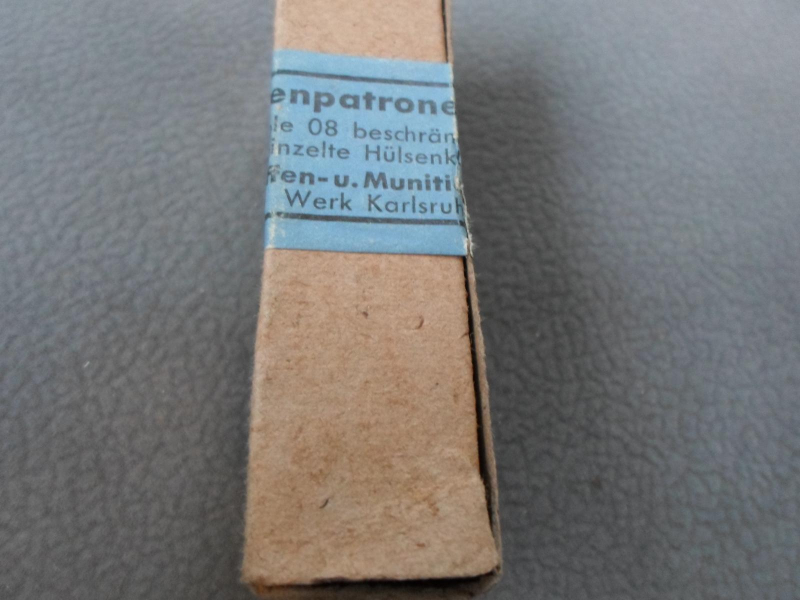 enpatrone
le 08 beschrän
inzelte Hülsenk
fen-u. Muniti
Werk Karlsruh